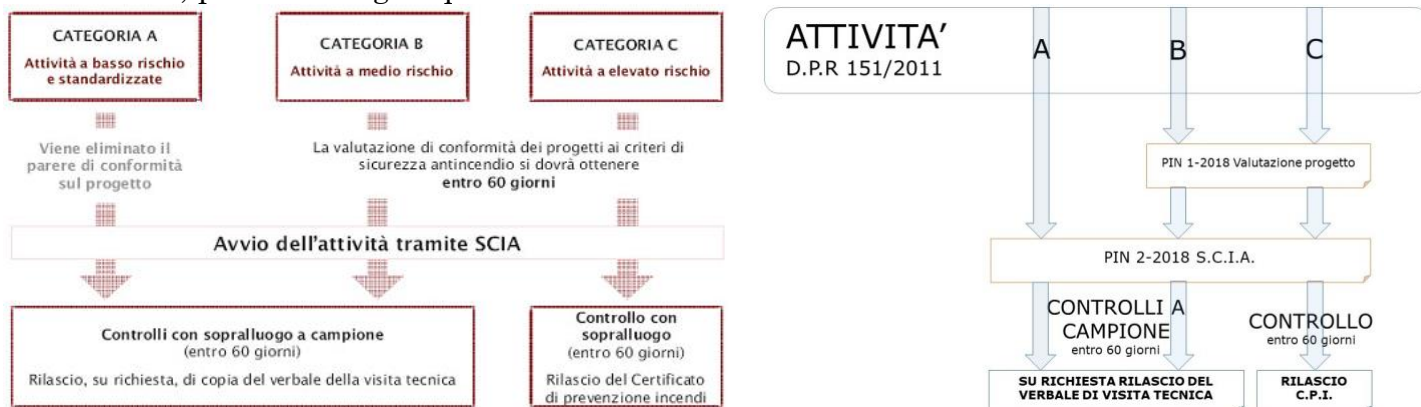 CATEGORIA A
Attività a basso rischio
e standardizzate
CATEGORIA B
Attività a medio rischio
CATEGORIA C
Attività a elevato rischio
Viene eliminato il
parere di conformità
sul progetto
La valutazione di conformità dei progetti ai criteri di
sicurezza antincendio si dovrà ottenere
entro 60 giorni
Avvio dell'attività tramite SCIA
Controlli con sopralluogo a campione
(entro 60 giorni)
Rilascio, su richiesta, di copia del verbale della visita tecnica
Controllo con
sopralluogo
(entro 60 giorni)
Rilascio del Certificato
di prevenzione incendi
ATTIVITA'
D.P.R 151/2011
A
B
C
PIN 1-2018 Valutazione progetto
PIN 2-2018 S.C.I.A.
CONTROLLI A
CAMPIONE
entro 60 giorni
CONTROLLO
entro 60 giorni
SU RICHIESTA RILASCIO DEL
VERBALE DI VISITA TECNICA
RILASCIO
C.P.I.